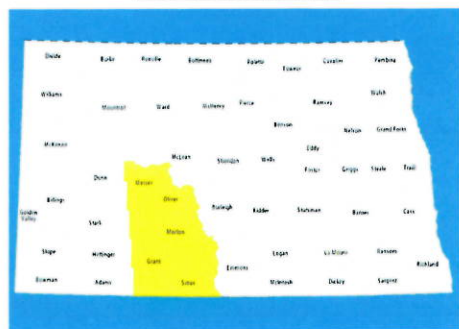 Divide Burke Renville Bottineau Rolette Towner Cavalier Pembina
Williams Mountrail Ward McHenry Pierce Ramsey Walsh
Benson Nelson Grand Forks
McKenzie McLean Sheridan Wells Eddy
Foster Griggs Steele Traill
Dunn Mercer
Billings Oliver
Golden Valley Stark Burleigh Kidder Stutsman Barnes Cass
Morton
Slope Hettinger Grant Logan La Moure Ransom
Emmons Richland
Bowman Adams Sioux McIntosh Dickey Sargent